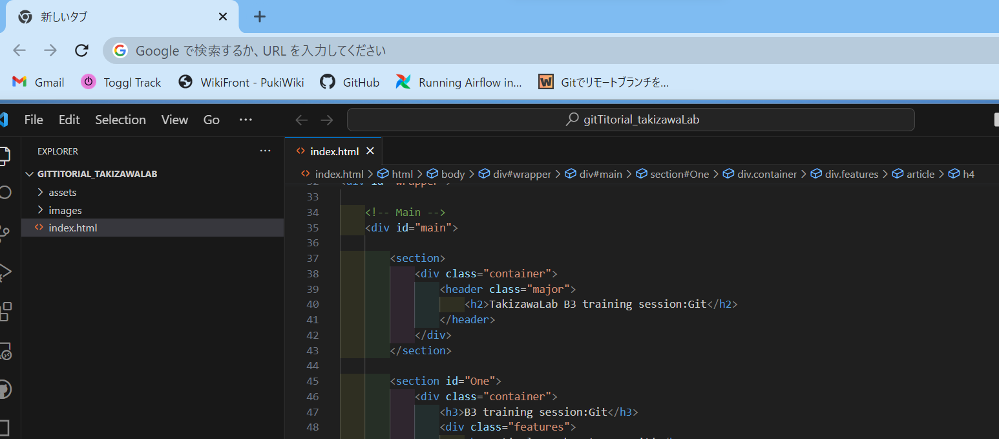 新しいタブ
Google で検索するか、URL を入力してください
Gmail Toggl Track WikiFront - PukiWiki GitHub Running Airflow in... Gitでリモートブランチを...
File Edit Selection View Go ... gitTitorial_takizawaLab
EXPLORER ...
index.html
GITTITORIAL_TAKIZAWALAB
assets
images
index.html
index.html > html > body > div#wrapper > div#main > section#One > div.container > div.features > article > h4
32 <div id="wrapper">
33
34 <!-- Main -->
35 <div id="main">
36
37 <section>
38 <div class="container">
39 <header class="major">
40 <h2>TakizawaLab B3 training session:Git</h2>
41 </header>
42 </div>
43 </section>
44
45 <section id="One">
46 <div class="container">
47 <h3>B3 training session:Git</h3>
48 <div class="features">